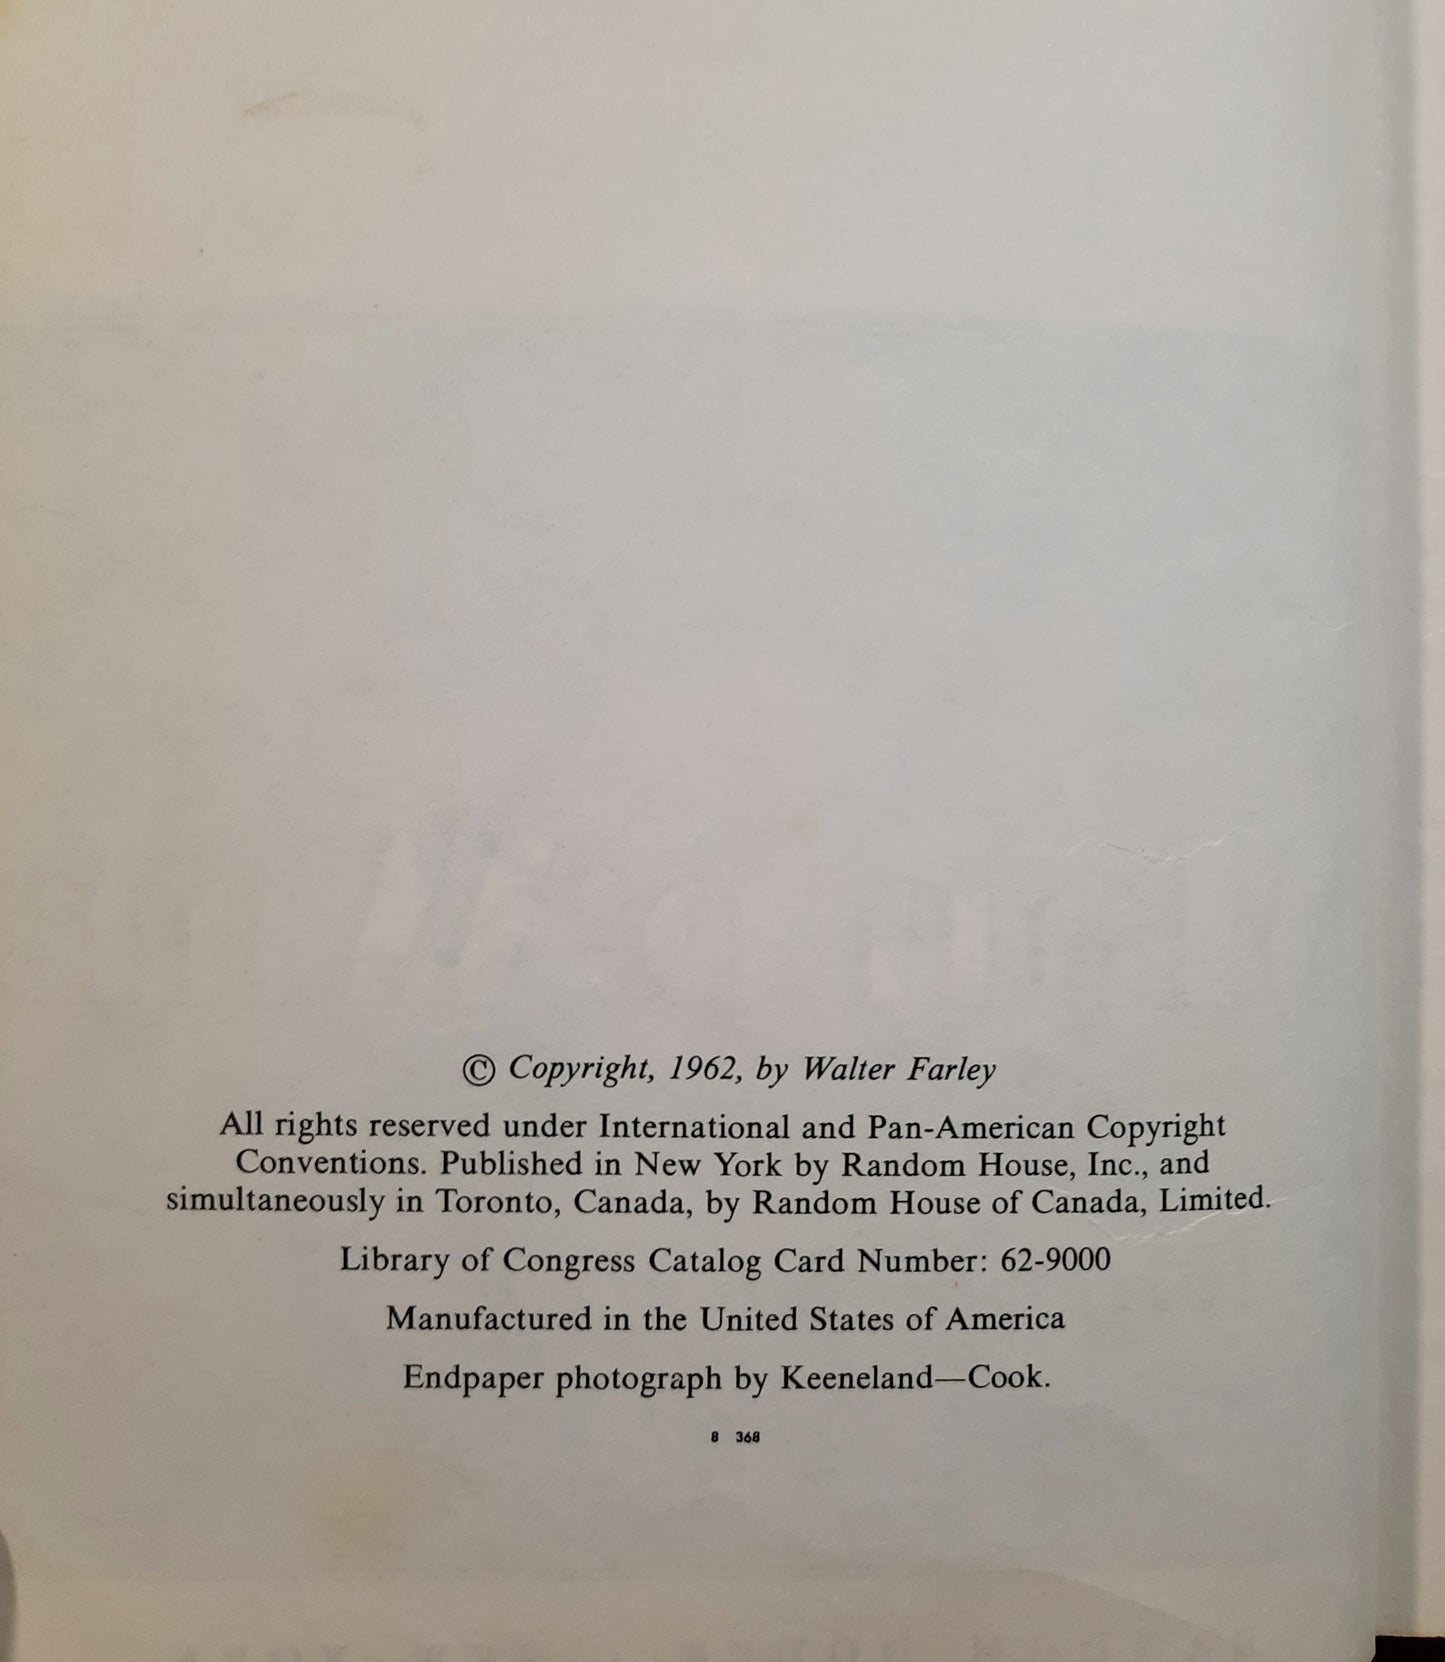 © Copyright, 1962, by Walter Farley
All rights reserved under International and Pan-American Copyright
Conventions. Published in New York by Random House, Inc., and
simultaneously in Toronto, Canada, by Random House of Canada, Limited.
Library of Congress Catalog Card Number: 62-9000
Manufactured in the United States of America
Endpaper photograph by Keeneland—Cook.
8 368